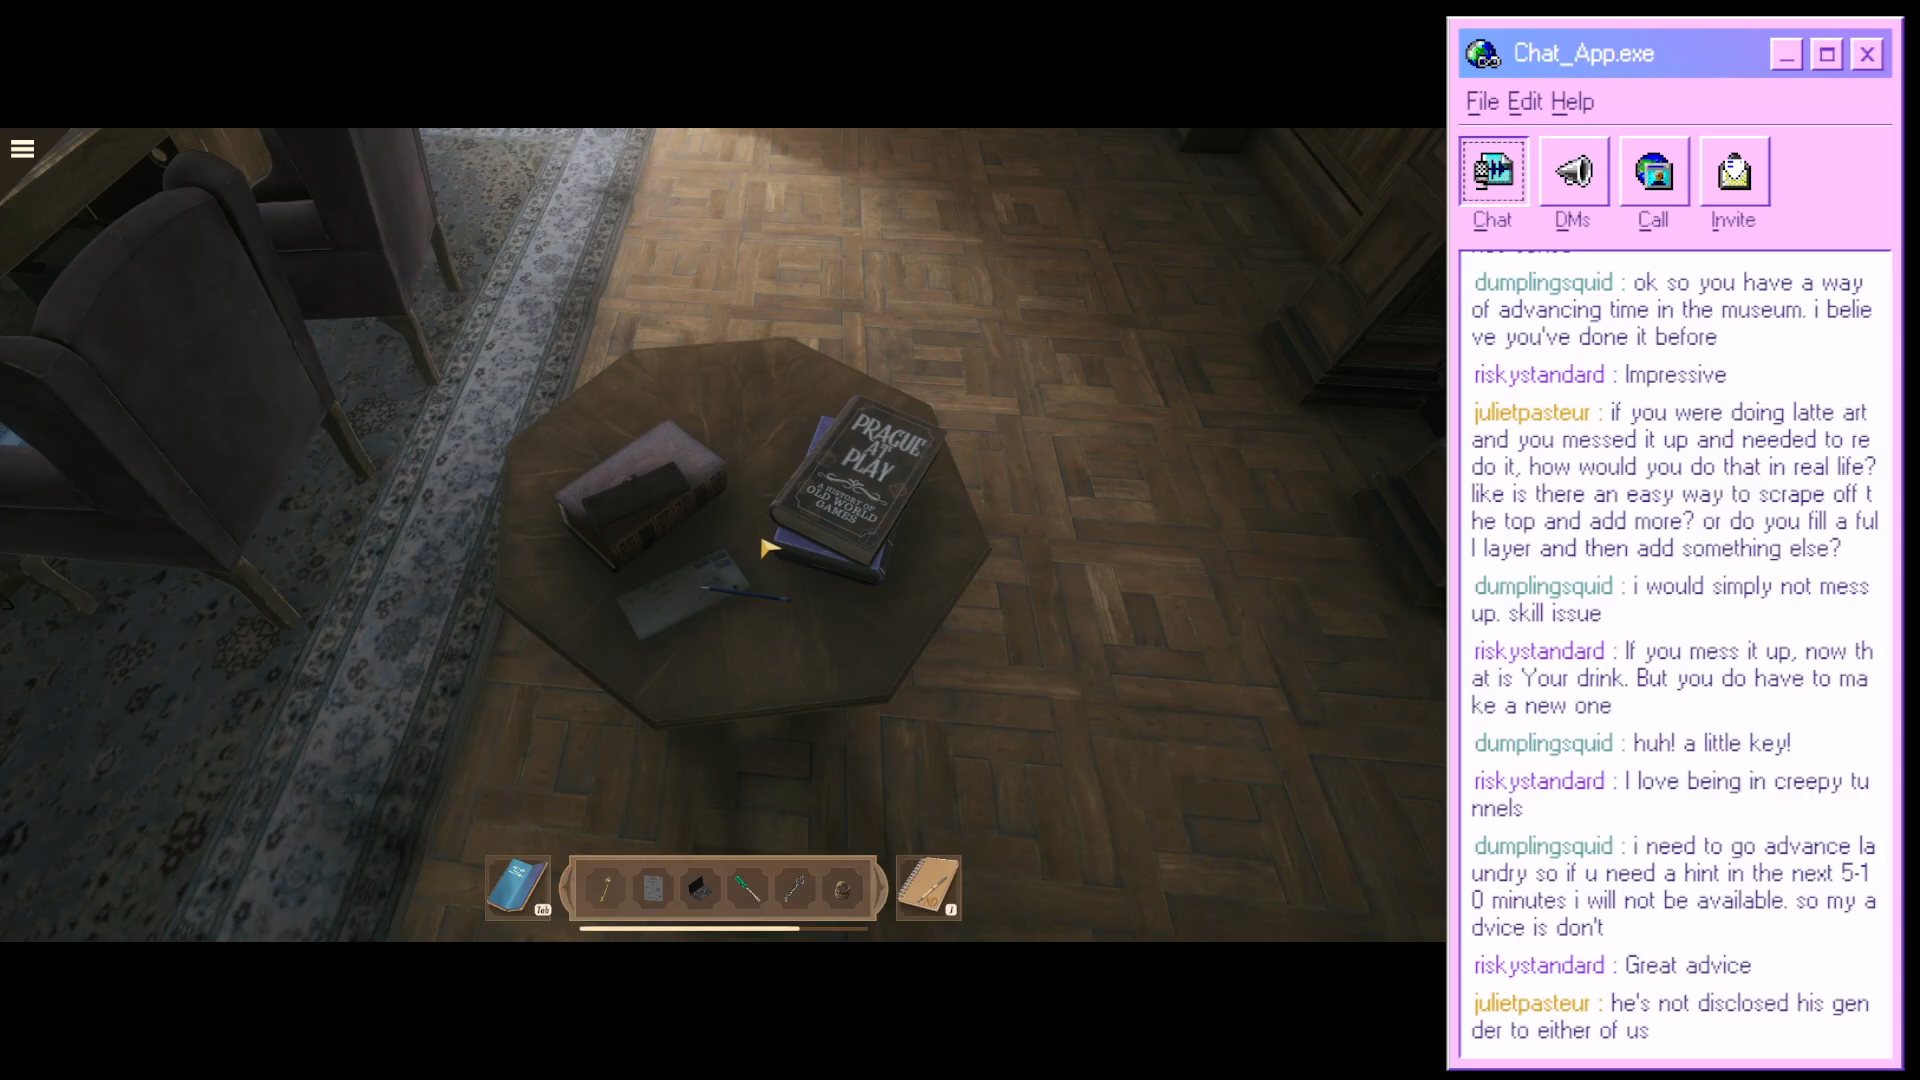 PRAGUE
AT
PLAY
A HISTORY OF
OLD WORLD
GAMES
Tab
J
Chat_App.exe
File Edit Help
Chat DMs Call Invite
dumplingsquid : ok so you have a way
of advancing time in the museum. i belie
ve you've done it before
riskystandard : Impressive
julietpasteur : if you were doing latte art
and you messed it up and needed to re
do it, how would you do that in real life?
like is there an easy way to scrape off t
he top and add more? or do you fill a ful
l layer and then add something else?
dumplingsquid : i would simply not mess
up. skill issue
riskystandard : If you mess it up, now th
at is Your drink. But you do have to ma
ke a new one
dumplingsquid : huh! a little key!
riskystandard : I love being in creepy tu
nnels
dumplingsquid : i need to go advance la
undry so if u need a hint in the next 5-1
0 minutes i will not be available. so my a
dvice is don't
riskystandard : Great advice
julietpasteur : he's not disclosed his gen
der to either of us